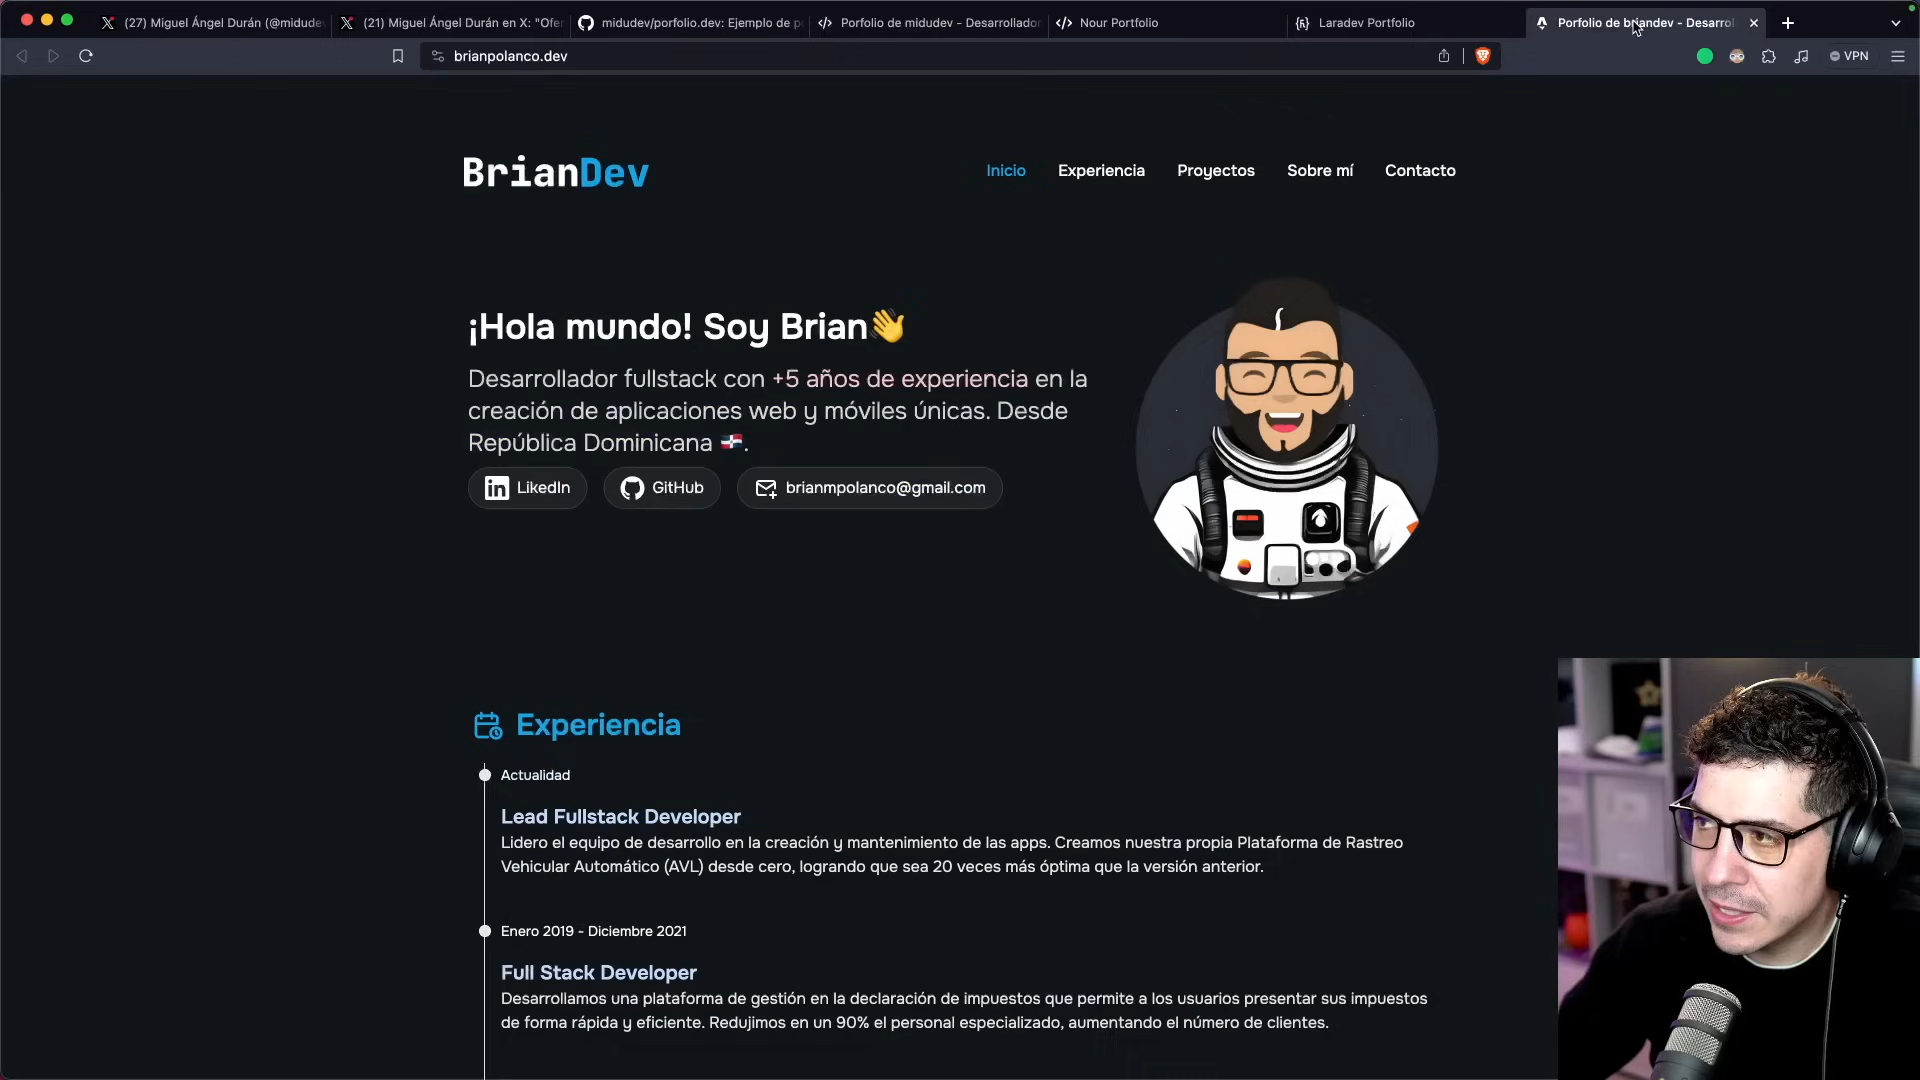 (27) Miguel Ángel Durán (@midudev
(21) Miguel Ángel Durán en X: "Ofer
midudev/porfolio.dev: Ejemplo de p
Porfolio de midudev - Desarrollador
Nour Portfolio
Laradev Portfolio
Porfolio de briandev - Desarrol
brianpolanco.dev
VPN
BrianDev
Inicio
Experiencia
Proyectos
Sobre mí
Contacto
¡Hola mundo! Soy Brian👋
Desarrollador fullstack con +5 años de experiencia en la
creación de aplicaciones web y móviles únicas. Desde
República Dominicana 🇩🇴.
LikedIn
GitHub
brianmpolanco@gmail.com
Experiencia
Actualidad
Lead Fullstack Developer
Lidero el equipo de desarrollo en la creación y mantenimiento de las apps. Creamos nuestra propia Plataforma de Rastreo
Vehicular Automático (AVL) desde cero, logrando que sea 20 veces más óptima que la versión anterior.
Enero 2019 - Diciembre 2021
Full Stack Developer
Desarrollamos una plataforma de gestión en la declaración de impuestos que permite a los usuarios presentar sus impuestos
de forma rápida y eficiente. Redujimos en un 90% el personal especializado, aumentando el número de clientes.